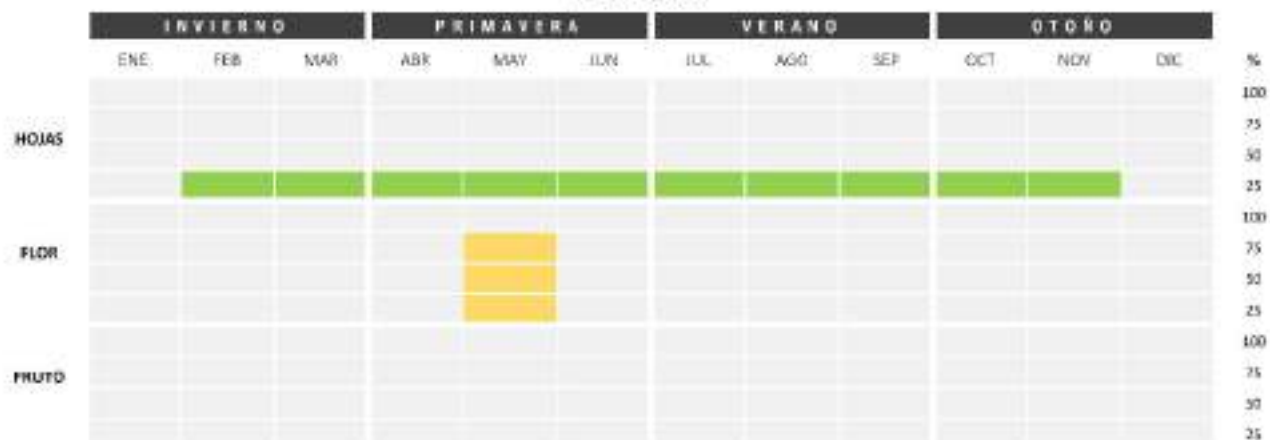 INVIERNO PRIMAVERA VERANO OTOÑO
ENE FEB MAR ABR MAY JUN JUL AGO SEP OCT NOV DIC %
100
75
HOJAS
50
25
100
FLOR 75
50
25
100
FRUTO 75
50
25